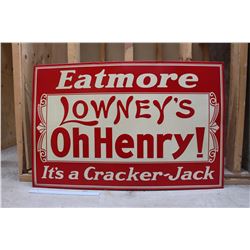 Eatmore
LOWNEY'S
Oh Henry!
It's a Cracker-Jack